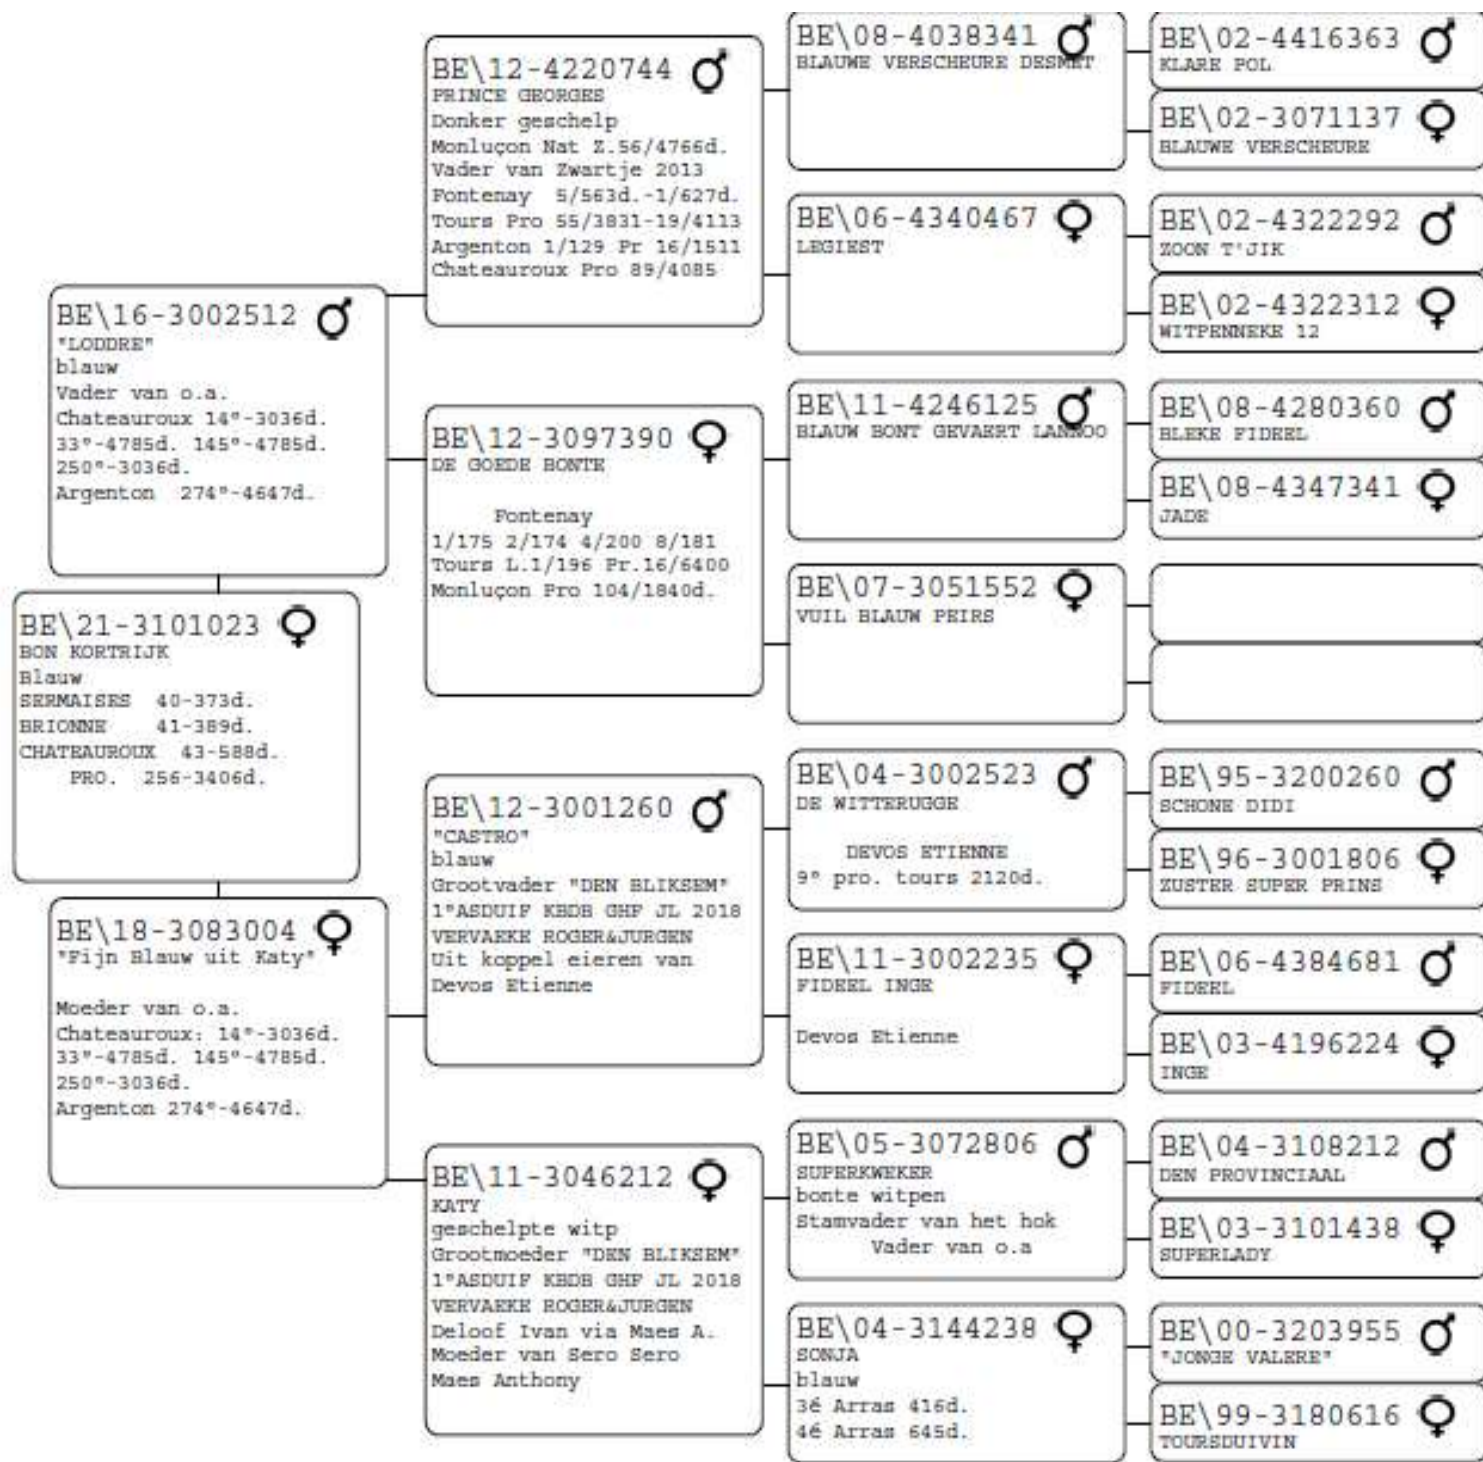 BE\21-3101023
BON KORTRIJK
Blauw
SERMAISES 40-373d.
BRIONNE 41-389d.
CHATEAUROUX 43-588d.
PRO. 256-3406d.
BE\16-3002512
"LODDRE"
blauw
Vader van o.a.
Chateauroux 14°-3036d.
33°-4785d. 145°-4785d.
250°-3036d.
Argenton 274°-4647d.
BE\18-3083004
"Fijn Blauw uit Katy"
Moeder van o.a.
Chateauroux: 14°-3036d.
33°-4785d. 145°-4785d.
250°-3036d.
Argenton 274°-4647d.
BE\12-4220744
PRINCE GEORGES
Donker geschelp
Monluçon Nat Z.56/4766d.
Vader van Zwartje 2013
Fontenay 5/563d.-1/627d.
Tours Pro 55/3831-19/4113
Argenton 1/129 Pr 16/1511
Chateauroux Pro 89/4085
BE\12-3097390
DE GOEDE BONTE
Fontenay
1/175 2/174 4/200 8/181
Tours L.1/196 Pr.16/6400
Monluçon Pro 104/1840d.
BE\12-3001260
"CASTRO"
blauw
Grootvader "DEN BLIKSEM"
1°ASDUIF KBDB GHF JL 2018
VERVAEKE ROGER&JURGEN
Uit koppel eieren van
Devos Etienne
BE\11-3046212
KATY
geschelpte witp
Grootmoeder "DEN BLIKSEM"
1°ASDUIF KBDB GHF JL 2018
VERVAEKE ROGER&JURGEN
Deloof Ivan via Maes A.
Moeder van Sero Sero
Maes Anthony
BE\08-4038341
BLAUWE VERSCHEURE DESMET
BE\06-4340467
LEGIEST
BE\11-4246125
BLAUW BONT GEVAERT LANNOO
BE\07-3051552
VUIL BLAUW PEIRS
BE\04-3002523
DE WITTERUGGE
DEVOS ETIENNE
9° pro. tours 2120d.
BE\11-3002235
FIDEEL INGE
Devos Etienne
BE\05-3072806
SUPERKWEKER
bonte witpen
Stamvader van het hok
Vader van o.a
BE\04-3144238
SONJA
blauw
3é Arras 416d.
4é Arras 645d.
BE\02-4416363
KLARE POL
BE\02-3071137
BLAUWE VERSCHEURE
BE\02-4322292
ZOON T'JIK
BE\02-4322312
WITPENNEKE 12
BE\08-4280360
BLEKE FIDEEL
BE\08-4347341
JADE
BE\95-3200260
SCHONE DIDI
BE\96-3001806
ZUSTER SUPER PRINS
BE\06-4384681
FIDEEL
BE\03-4196224
INGE
BE\04-3108212
DEN PROVINCIAAL
BE\03-3101438
SUPERLADY
BE\00-3203955
"JONGE VALERE"
BE\99-3180616
TOURSDUIVIN